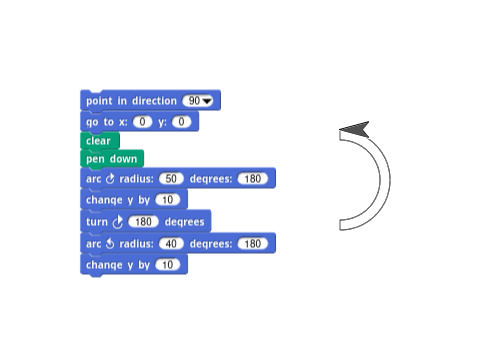 point in direction 90
go to x: 0 y: 0
clear
pen down
arc radius: 50 degrees: 180
change y by 10
turn 180 degrees
arc radius: 40 degrees: 180
change y by 10